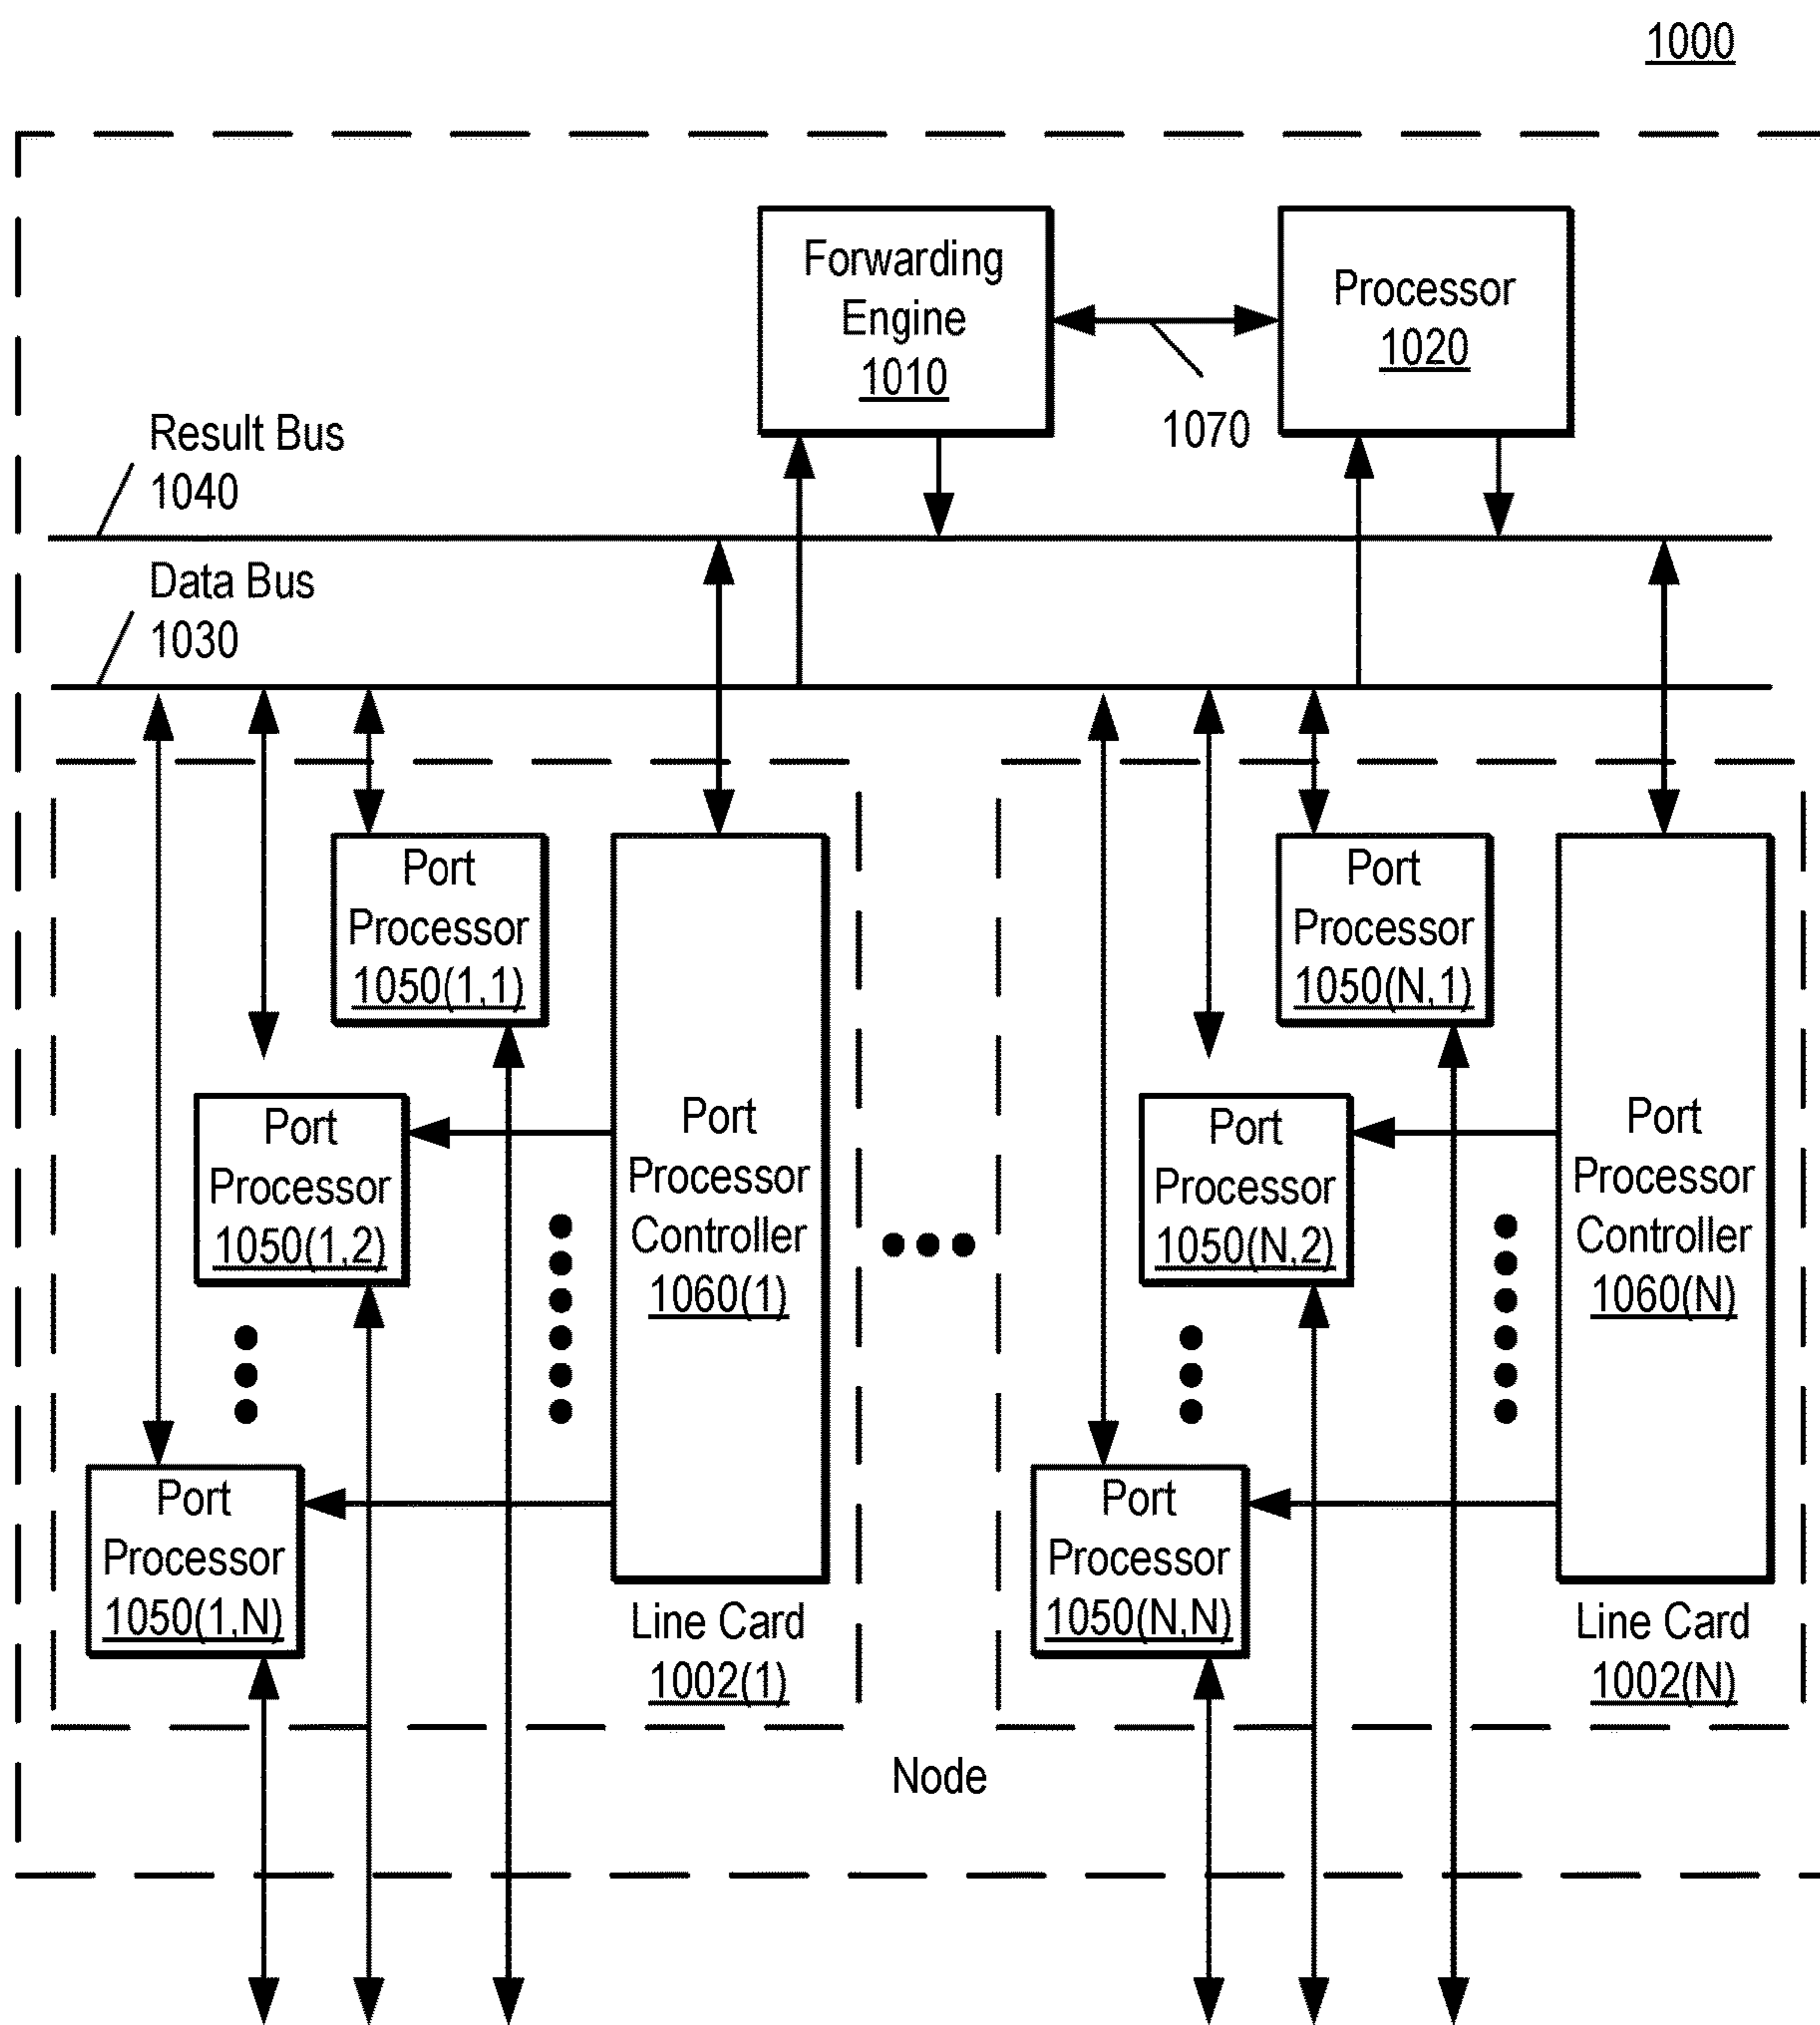 1000
Forwarding
Engine
1010
Processor
1020
1070
Result Bus
1040
Data Bus
1030
Port
Processor
1050(1,1)
Port
Processor
1050(1,2)
Port
Processor
1050(1,N)
Port
Processor
Controller
1060(1)
Line Card
1002(1)
Port
Processor
1050(N,1)
Port
Processor
1050(N,2)
Port
Processor
1050(N,N)
Port
Processor
Controller
1060(N)
Line Card
1002(N)
Node